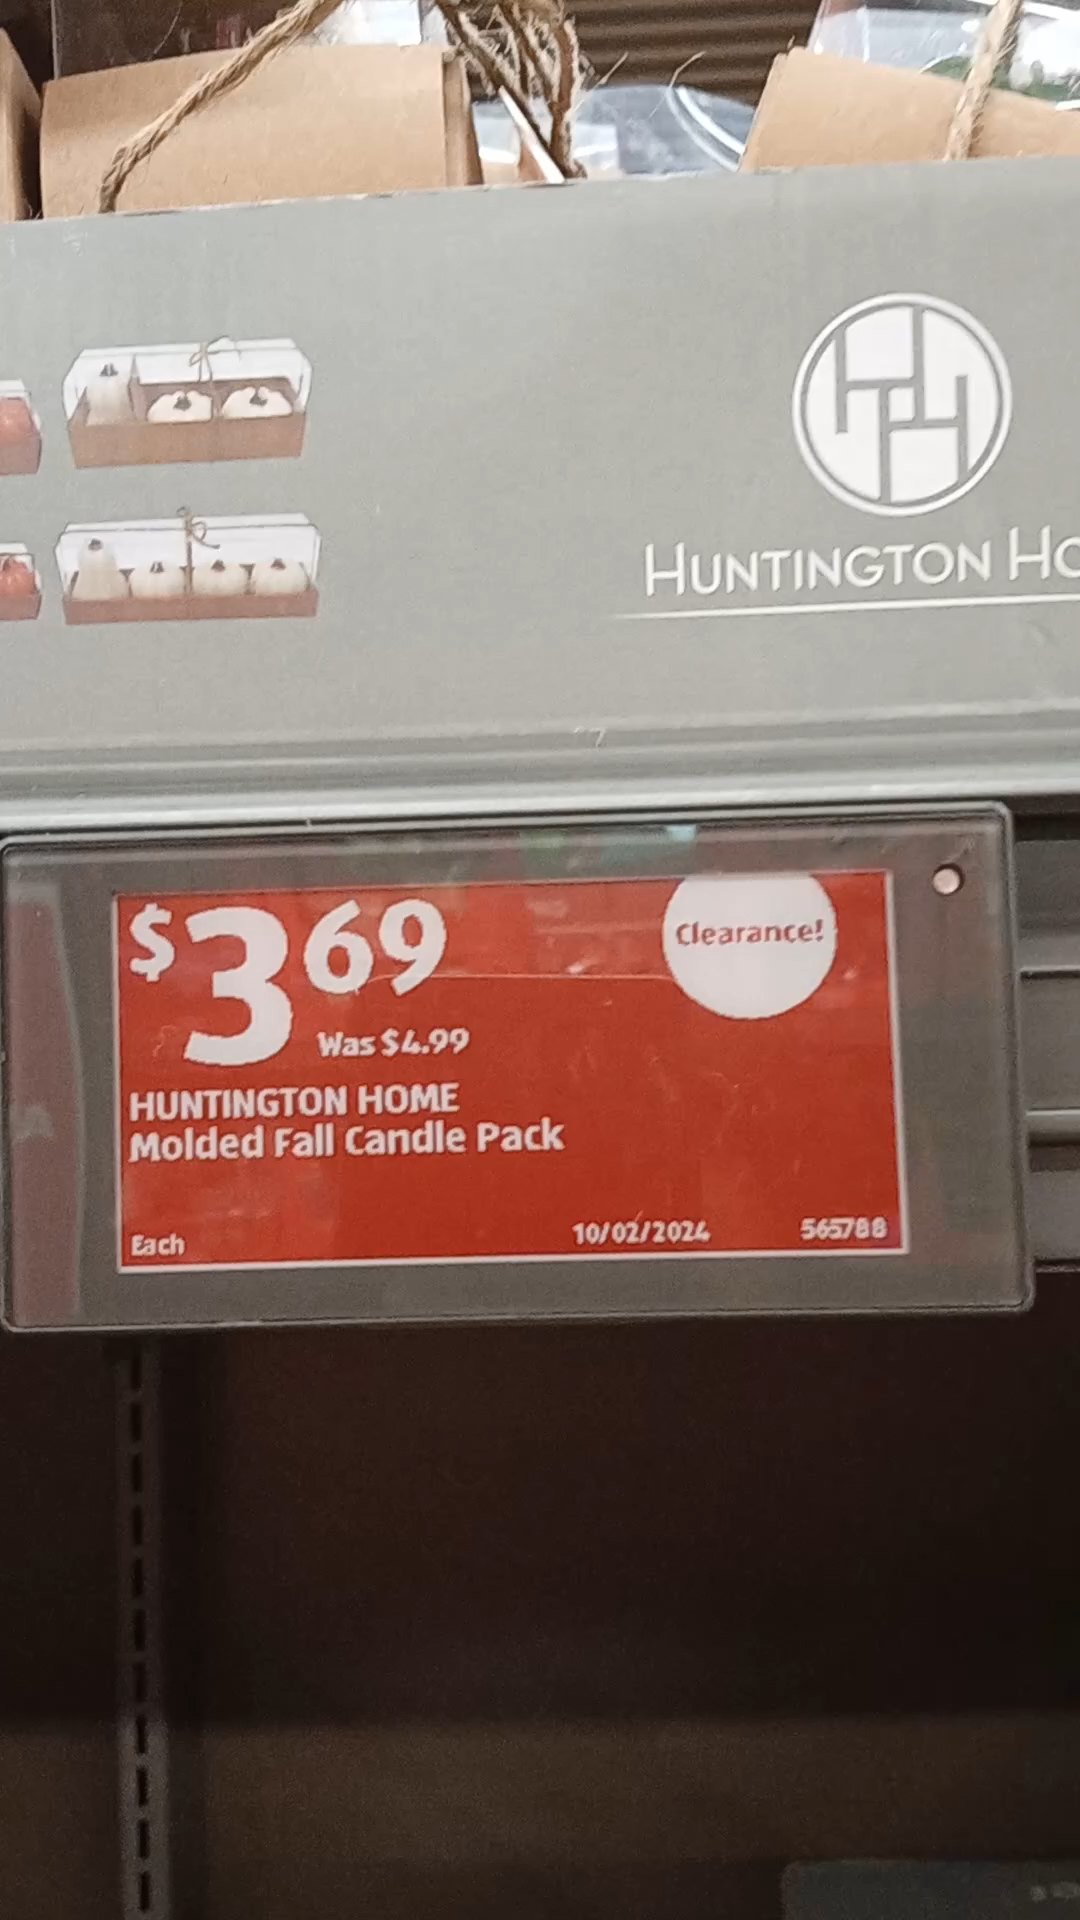 HUNTINGTON HO
$3 69
Clearance!
Was $4.99
HUNTINGTON HOME
Molded Fall Candle Pack
Each
10/02/2024
565788